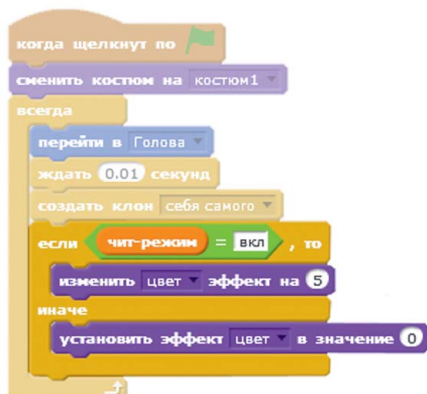 когда щелкнут по
сменить костюм на костюм1
всегда
перейти в Голова
ждать 0.01 секунд
создать клон себя самого
если чит-режим = вкл , то
изменить цвет эффект на 5
иначе
установить эффект цвет в значение 0